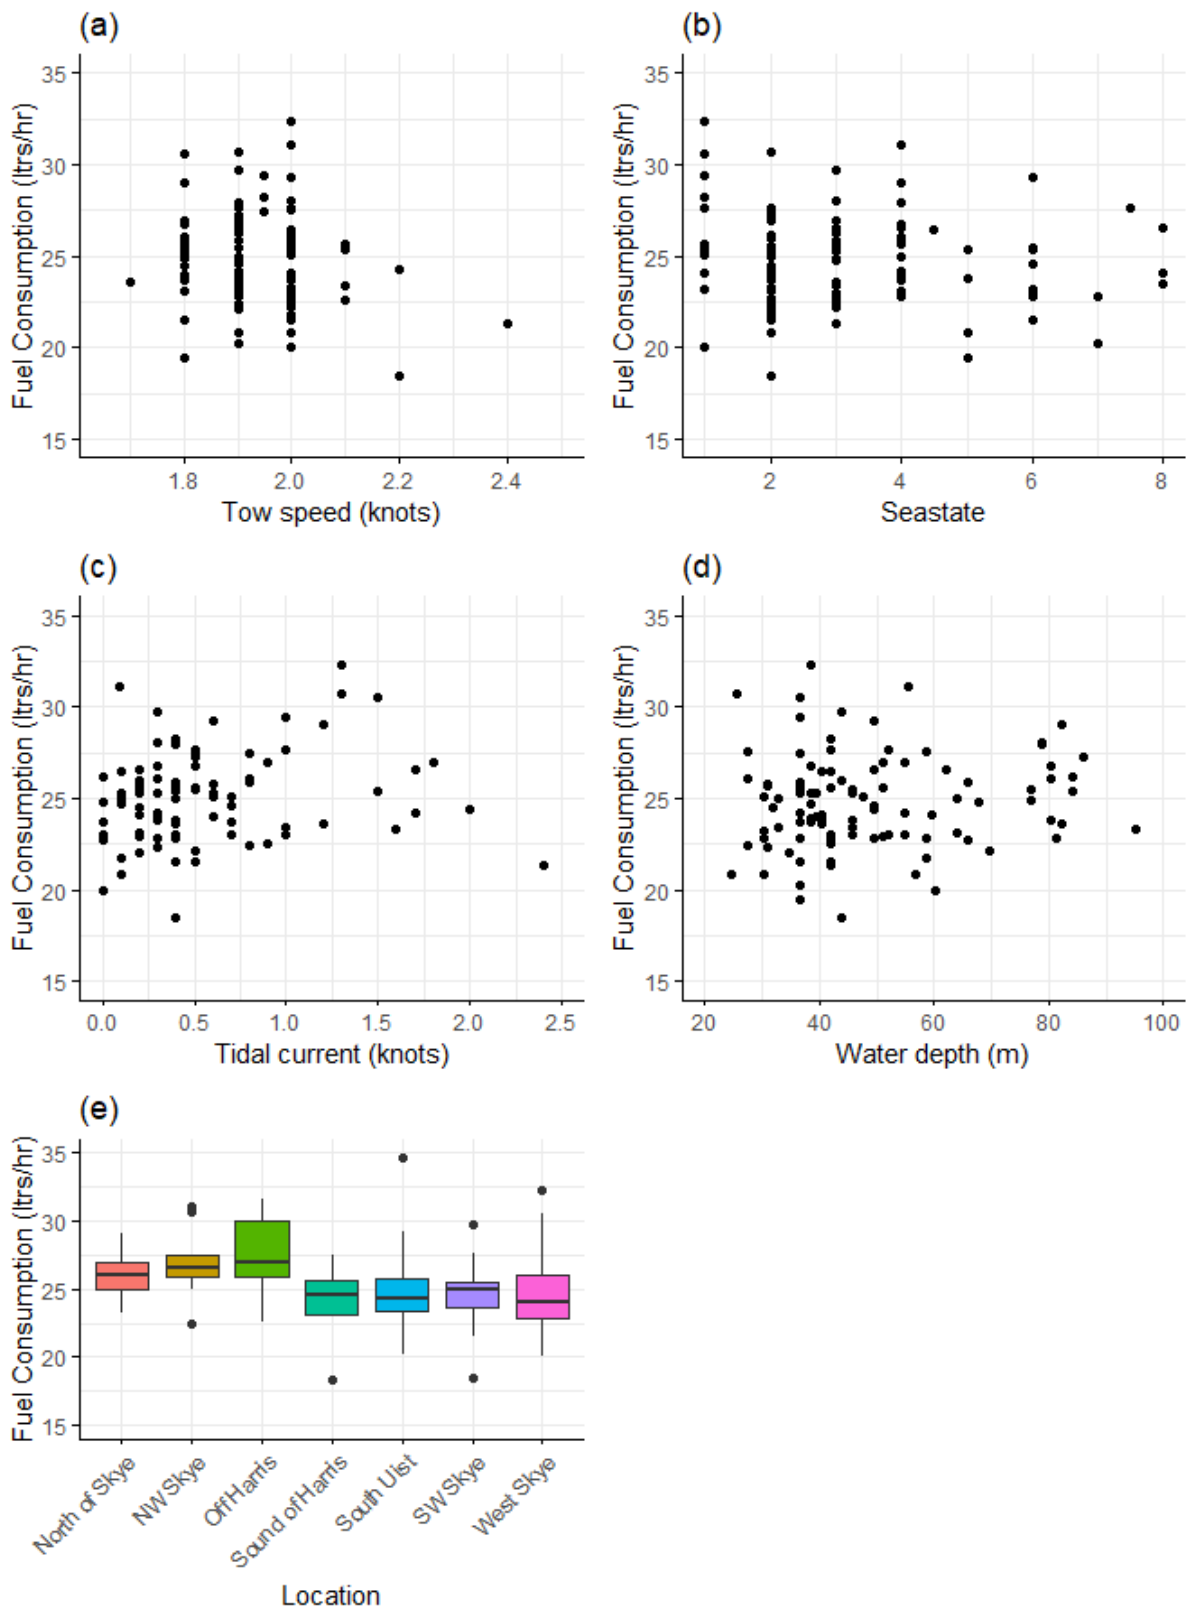 (a)
Fuel Consumption (ltrs/hr)
35
30
25
20
15
1.8 2.0 2.2 2.4
Tow speed (knots)
(b)
Fuel Consumption (ltrs/hr)
35
30
25
20
15
2 4 6 8
Seastate
(c)
Fuel Consumption (ltrs/hr)
35
30
25
20
15
0.0 0.5 1.0 1.5 2.0 2.5
Tidal current (knots)
(d)
Fuel Consumption (ltrs/hr)
35
30
25
20
15
20 40 60 80 100
Water depth (m)
(e)
Fuel Consumption (ltrs/hr)
35
30
25
20
15
North of Skye
NW Skye
Off Harris
Sound of Harris
South Uist
SW Skye
West Skye
Location